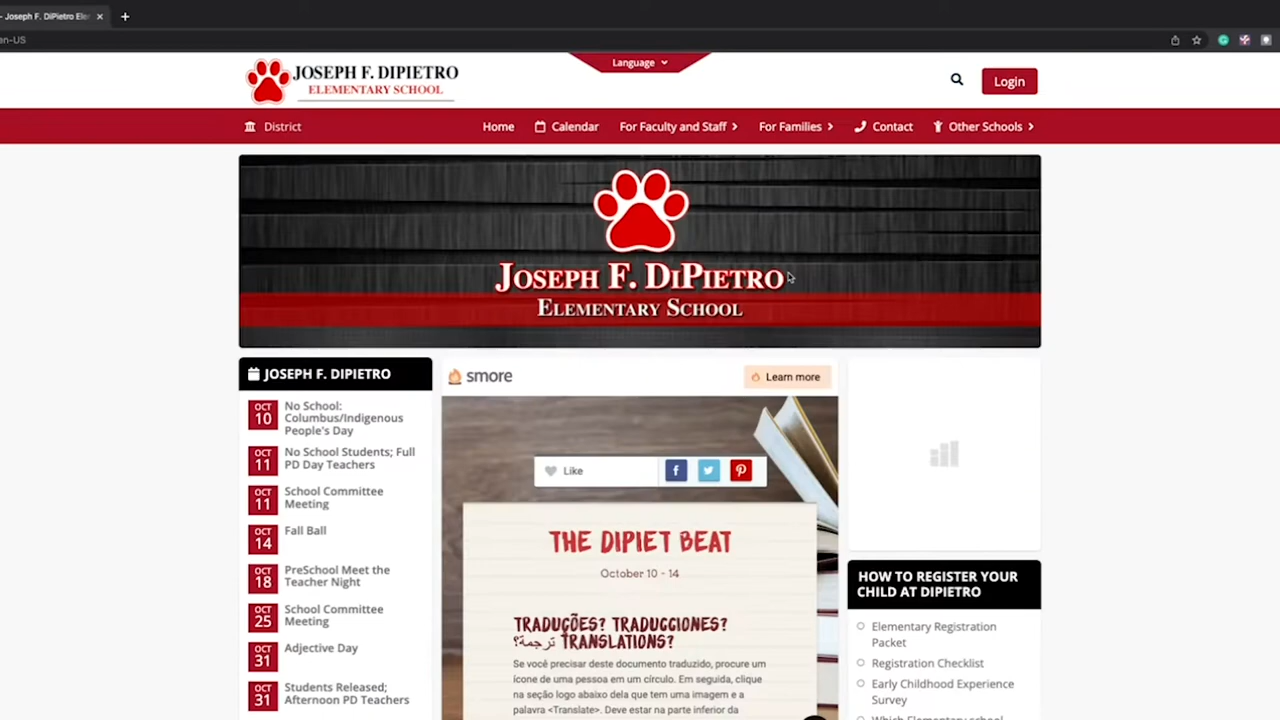 - Joseph F. DiPietro Ele
en-US
JOSEPH F. DIPIETRO
ELEMENTARY SCHOOL
Language
Login
District
Home
Calendar
For Faculty and Staff
For Families
Contact
Other Schools
JOSEPH F. DIPIETRO
ELEMENTARY SCHOOL
JOSEPH F. DIPIETRO
OCT
10
No School:
Columbus/Indigenous
People's Day
OCT
11
No School Students; Full
PD Day Teachers
OCT
11
School Committee
Meeting
OCT
14
Fall Ball
OCT
18
PreSchool Meet the
Teacher Night
OCT
25
School Committee
Meeting
OCT
31
Adjective Day
OCT
31
Students Released;
Afternoon PD Teachers
smore
Learn more
Like
THE DIPIET BEAT
October 10 - 14
TRADUÇÕES? TRADUCCIONES?
ترجمة؟ TRANSLATIONS?
Se você precisar deste documento traduzido, procure um
ícone de uma pessoa em um círculo. Em seguida, clique
na seção logo abaixo dela que tem uma imagem e a
palavra <Translate>. Deve estar na parte inferior da
HOW TO REGISTER YOUR
CHILD AT DIPIETRO
Elementary Registration
Packet
Registration Checklist
Early Childhood Experience
Survey
Which Elementary school